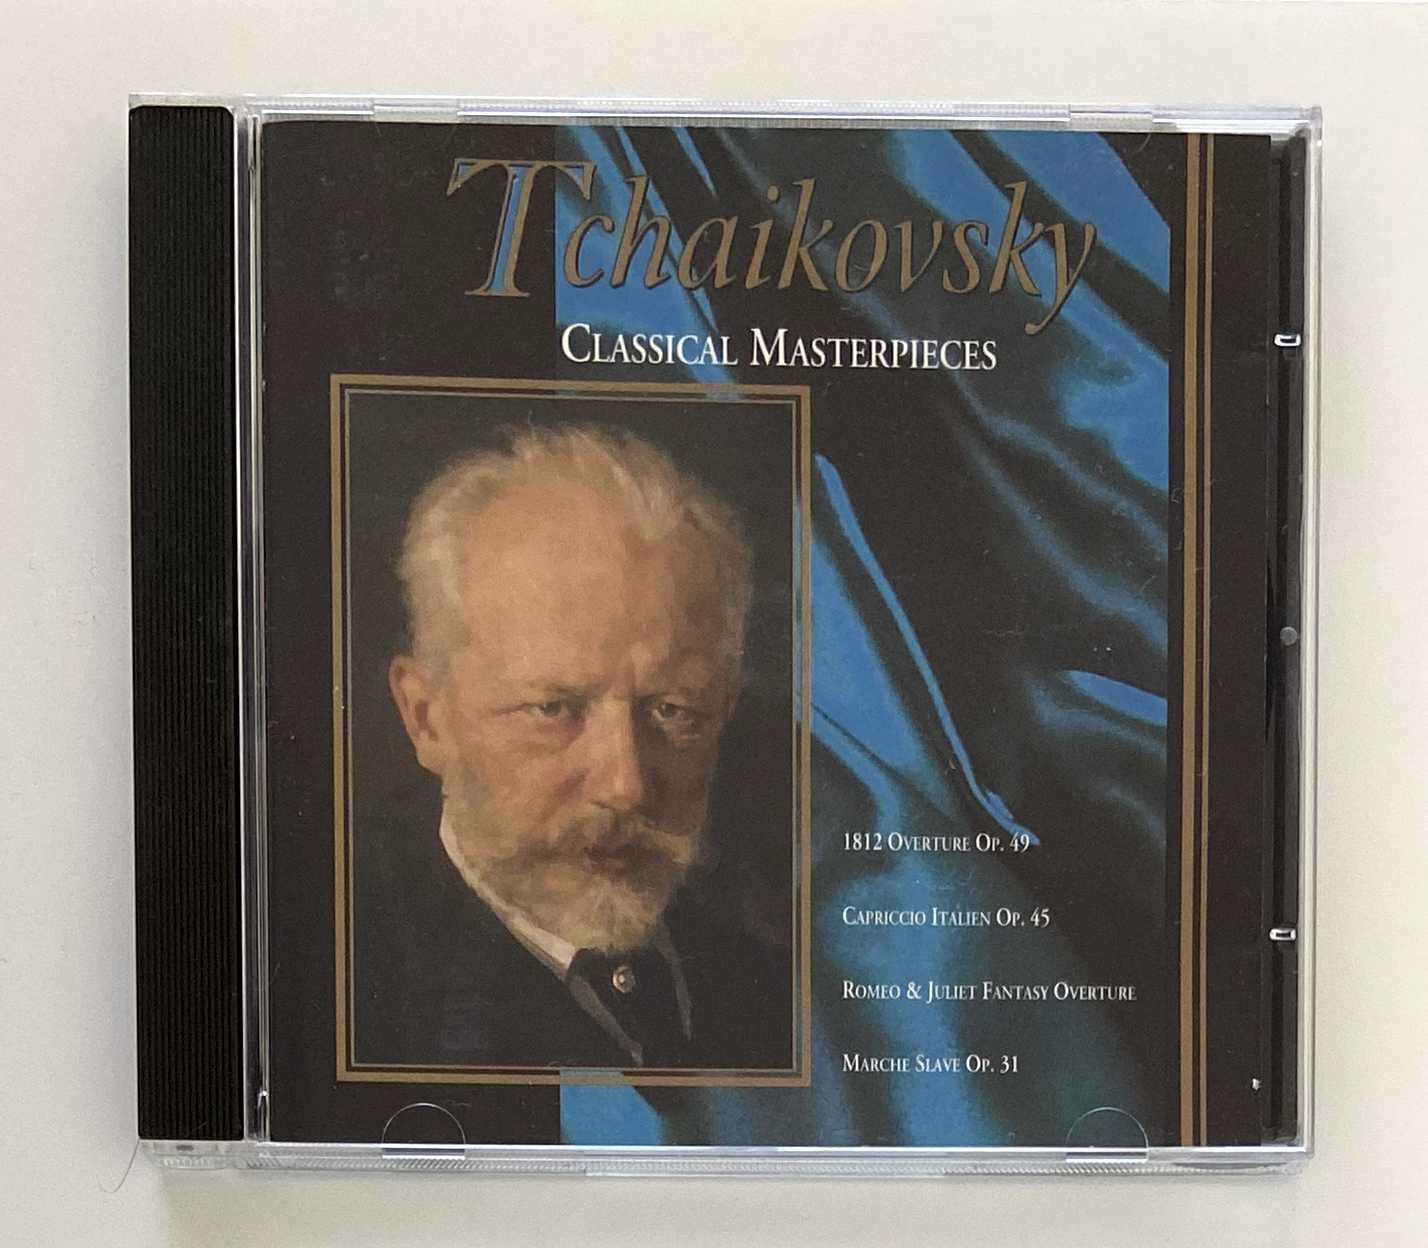 Tchaikovsky
CLASSICAL MASTERPIECES
1812 OVERTURE OP. 49
CAPRICCIO ITALIEN OP. 45
ROMEO & JULIET FANTASY OVERTURE
MARCHE SLAVE OP. 31